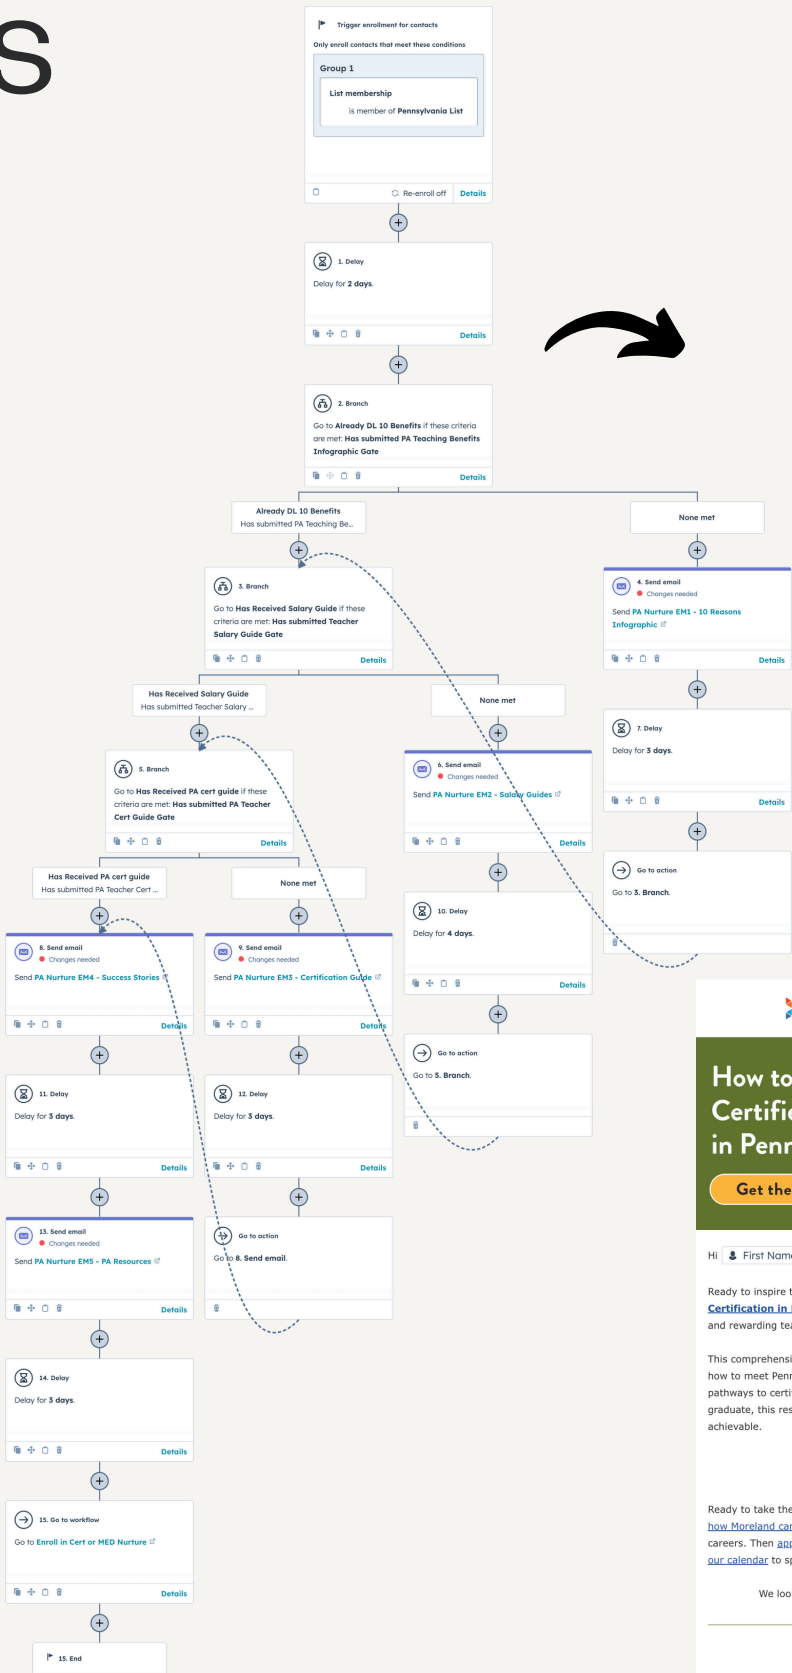 s
Trigger enrollment for contacts
Only enroll contacts that meet these conditions
Group 1
List membership
is member of Pennsylvania List
Re-enroll off Details
1. Delay
Delay for 2 days.
Details
2. Branch
Go to Already DL 10 Benefits if these criteria
are met: Has submitted PA Teaching Benefits
Infographic Gate
Details
Already DL 10 Benefits
Has submitted PA Teaching Be...
None met
3. Branch
Go to Has Received Salary Guide if these
criteria are met: Has submitted Teacher
Salary Guide Gate
Details
4. Send email
Changes needed
Send PA Nurture EM1 - 10 Reasons
Infographic
Details
Has Received Salary Guide
Has submitted Teacher Salary ...
None met
7. Delay
Delay for 3 days.
Details
5. Branch
Go to Has Received PA cert guide if these
criteria are met: Has submitted PA Teacher
Cert Guide Gate
Details
6. Send email
Changes needed
Send PA Nurture EM2 - Salary Guides
Details
Go to action
Go to 3. Branch.
Has Received PA cert guide
Has submitted PA Teacher Cert ...
None met
8. Send email
Changes needed
Send PA Nurture EM4 - Success Stories
Details
9. Send email
Changes needed
Send PA Nurture EM3 - Certification Guide
Details
10. Delay
Delay for 4 days.
Details
Go to action
Go to 5. Branch.
11. Delay
Delay for 3 days.
Details
12. Delay
Delay for 3 days.
Details
13. Send email
Changes needed
Send PA Nurture EM5 - PA Resources
Details
Go to action
Go to 8. Send email.
14. Delay
Delay for 3 days.
Details
15. Go to workflow
Go to Enroll in Cert or MED Nurture
Details
15. End
How to
Certifi
in Penn
Get the
Hi First Name
Ready to inspire t
Certification in
and rewarding tea
This comprehensi
how to meet Penn
pathways to certi
graduate, this res
achievable.
Ready to take the
how Moreland car
careers. Then app
our calendar to sp
We loo